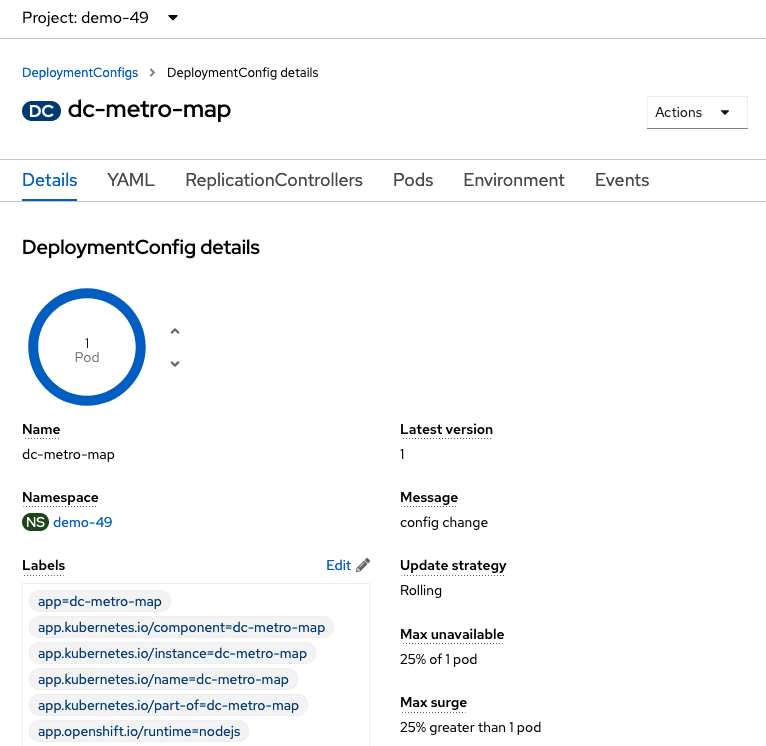 Project: demo-49
DeploymentConfigs > DeploymentConfig details
DC dc-metro-map
Actions
Details YAML ReplicationControllers Pods Environment Events
DeploymentConfig details
1
Pod
Name
dc-metro-map
Latest version
1
Namespace
NS demo-49
Message
config change
Labels
Edit
app=dc-metro-map
app.kubernetes.io/component=dc-metro-map
app.kubernetes.io/instance=dc-metro-map
app.kubernetes.io/name=dc-metro-map
app.kubernetes.io/part-of=dc-metro-map
app.openshift.io/runtime=nodejs
Update strategy
Rolling
Max unavailable
25% of 1 pod
Max surge
25% greater than 1 pod